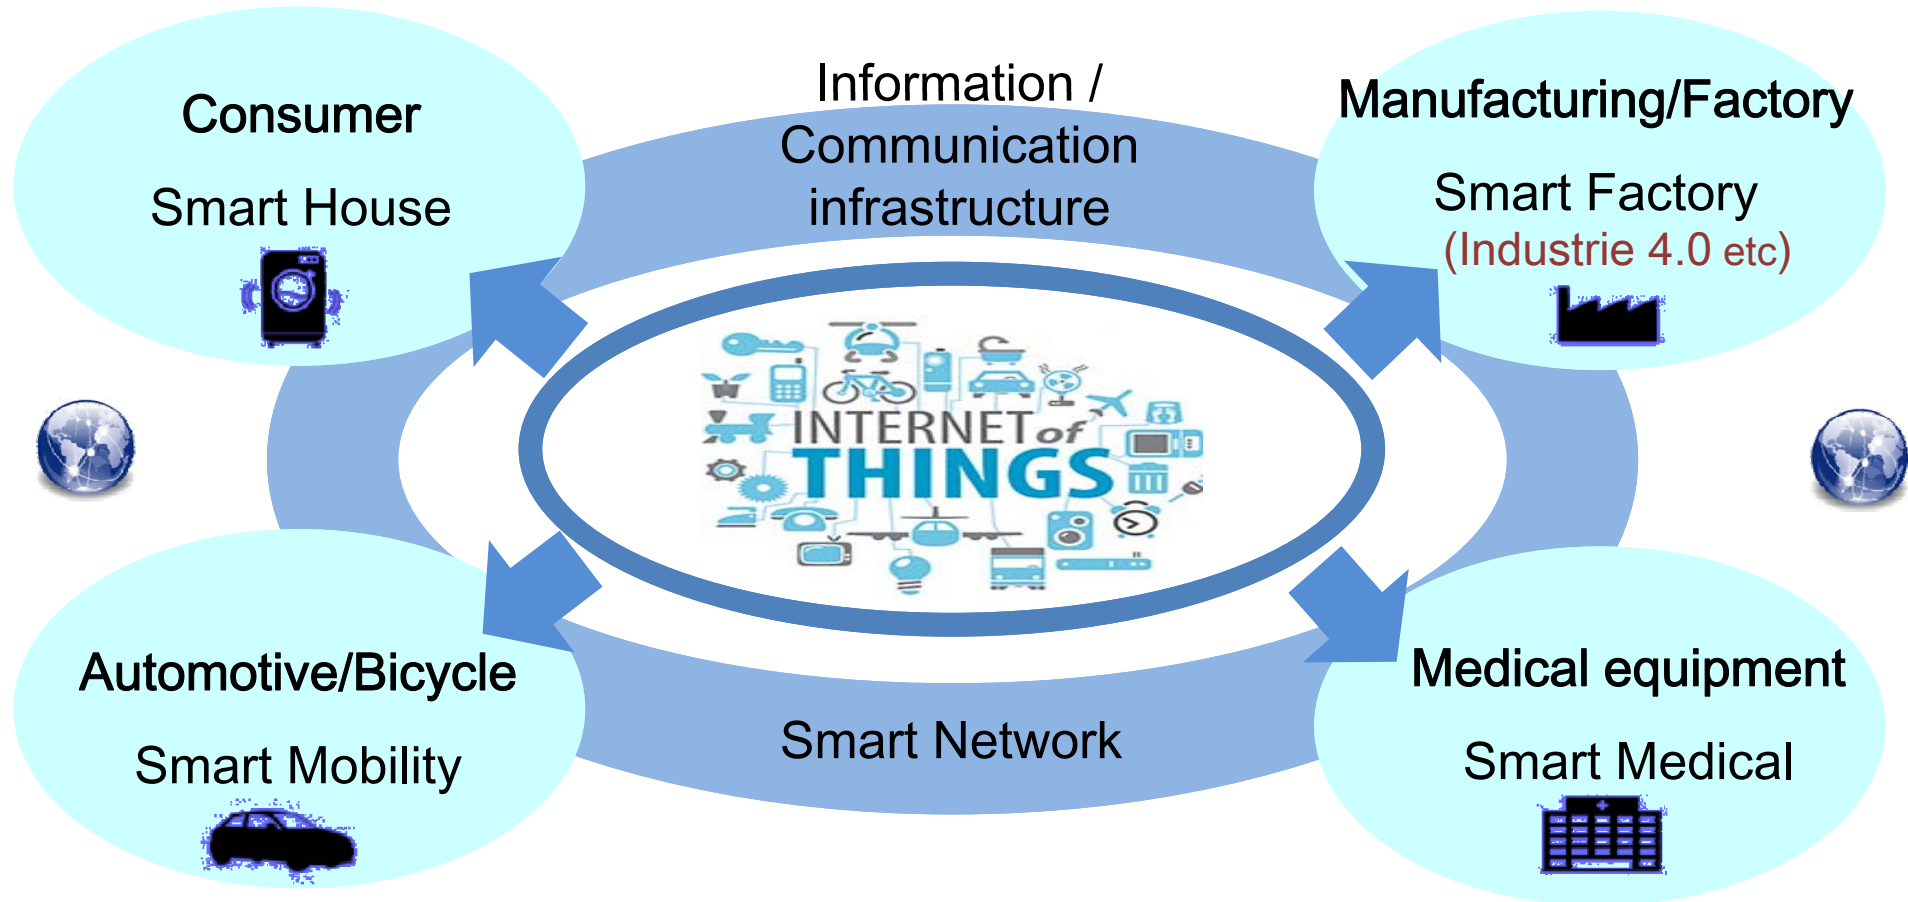 Consumer
Smart House
Information /
Communication
infrastructure
Manufacturing/Factory
Smart Factory
(Industrie 4.0 etc)
INTERNET of
THINGS
Automotive/Bicycle
Smart Mobility
Smart Network
Medical equipment
Smart Medical